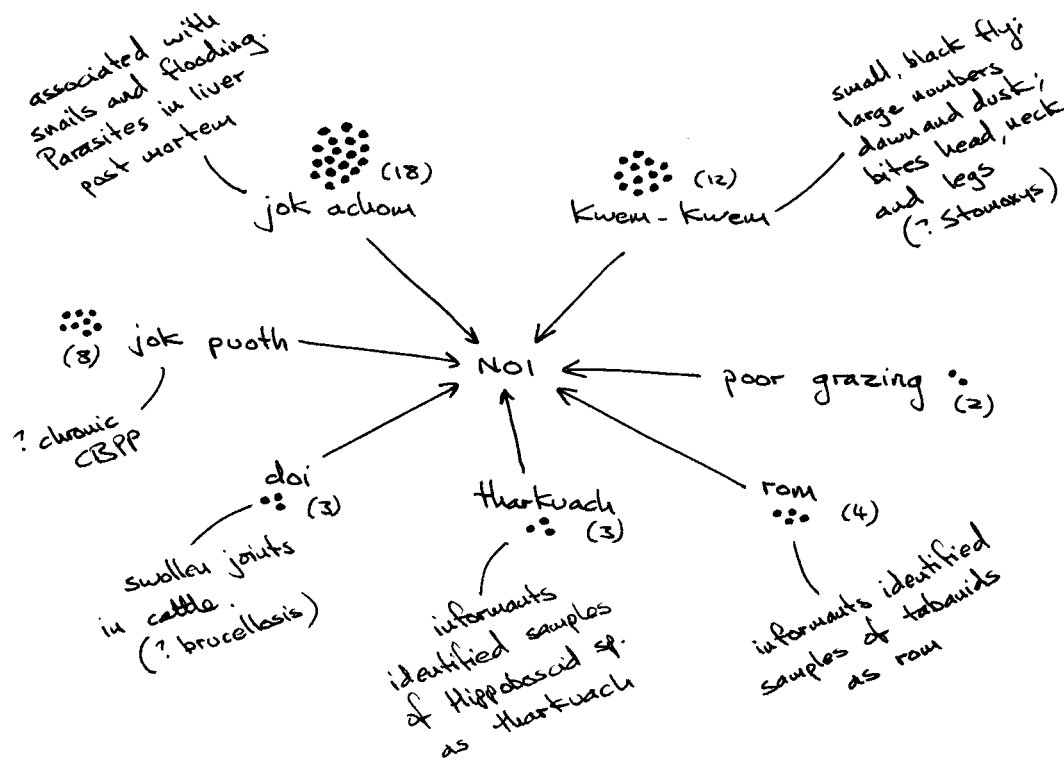 associated with
snails and flooding.
Parasites in liver
post mortem
(18)
jok achom
small, black fly;
large numbers
dawn and dusk;
bites head, neck
and legs
(? Stomoxys)
(12)
Kwem-Kwem
(8) jok puoth
? chronic
CBPP
NOI
poor grazing
(2)
doi
(3)
swollen joints
in cattle.
(? brucellosis)
tharkuach
(3)
informants
identified samples
of Hippoboscid sp.
as tharkuach
rom
(4)
informants identified
samples of tabanids
as rom